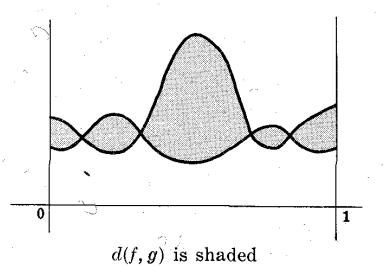 0 1
d(f, g) is shaded